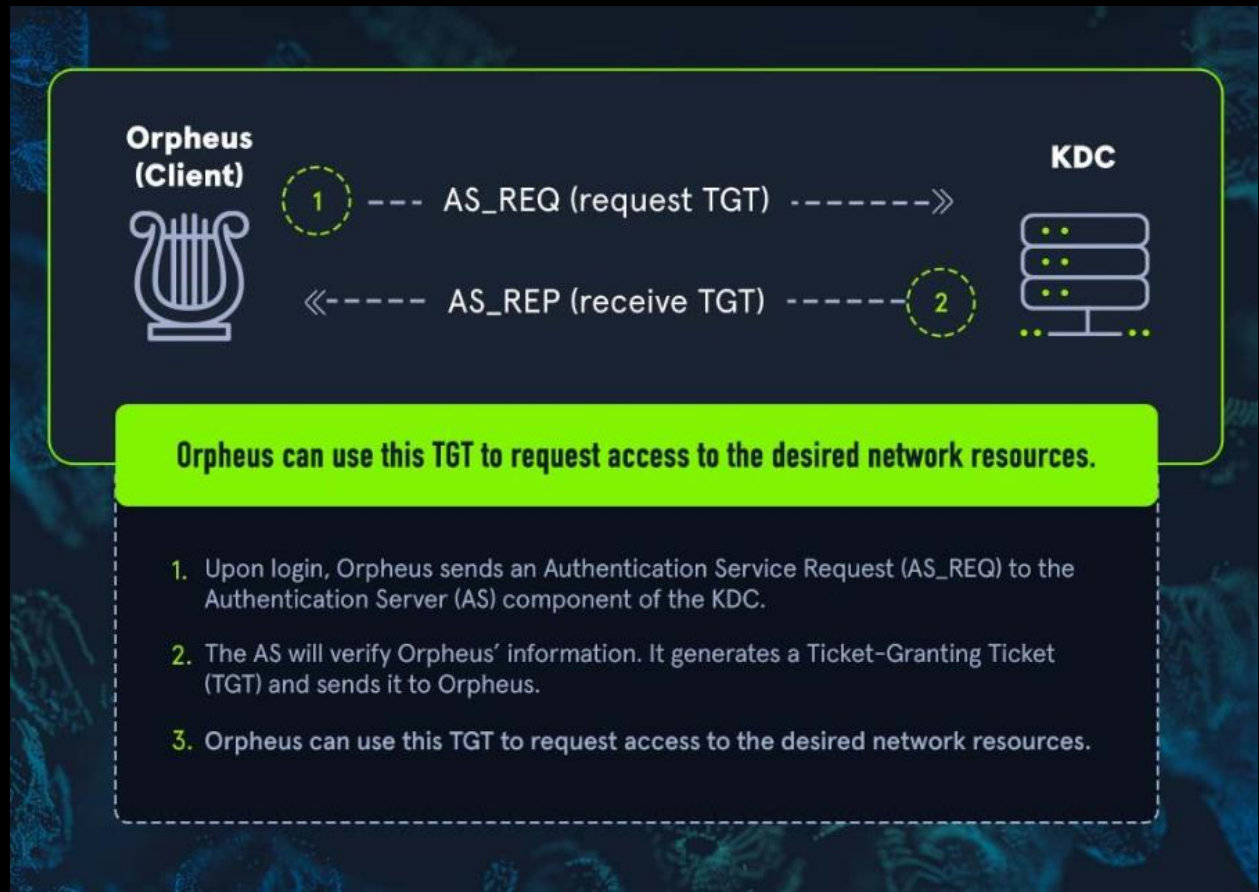 Orpheus
(Client)
KDC
1
AS_REQ (request TGT)
AS_REP (receive TGT)
2
Orpheus can use this TGT to request access to the desired network resources.
1. Upon login, Orpheus sends an Authentication Service Request (AS_REQ) to the
Authentication Server (AS) component of the KDC.
2. The AS will verify Orpheus’ information. It generates a Ticket-Granting Ticket
(TGT) and sends it to Orpheus.
3. Orpheus can use this TGT to request access to the desired network resources.